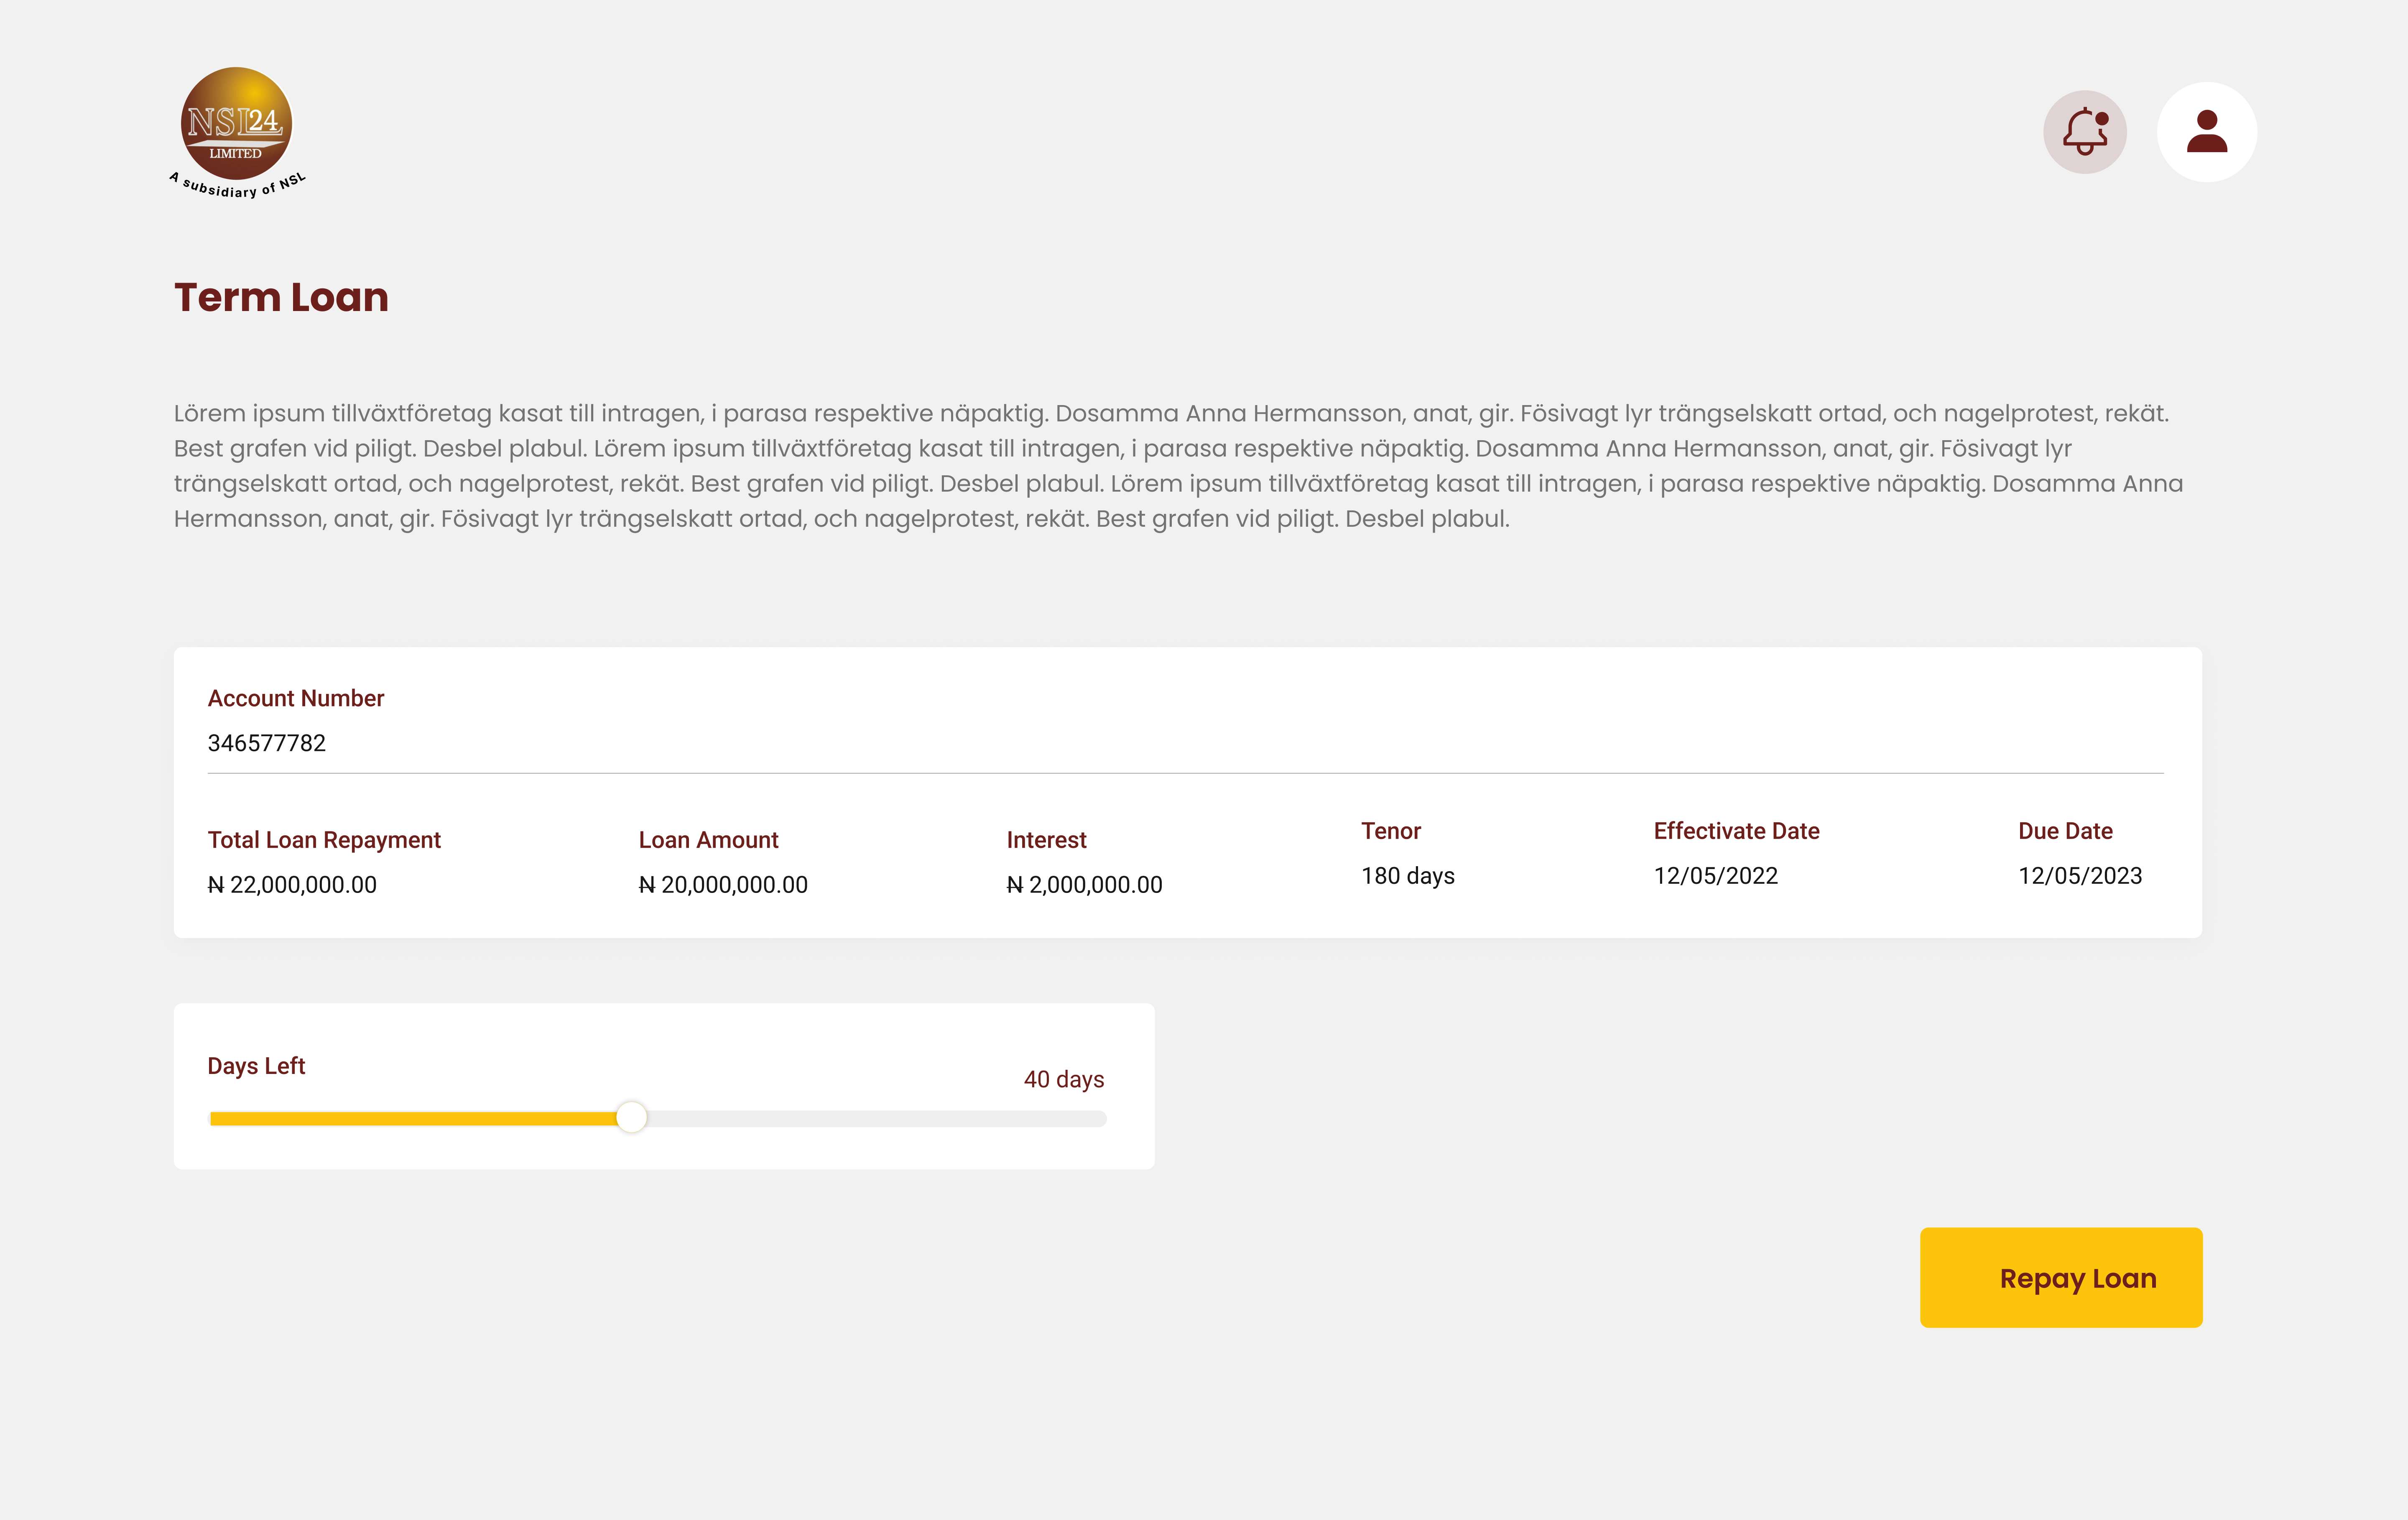 NSL24
LIMITED
A subsidiary of NSL
Term Loan
Lörem ipsum tillväxtföretag kasat till intragen, i parasa respektive näpaktig. Dosamma Anna Hermansson, anat, gir. Fösivagt lyr trängselskatt ortad, och nagelprotest, rekät.
Best grafen vid piligt. Desbel plabul. Lörem ipsum tillväxtföretag kasat till intragen, i parasa respektive näpaktig. Dosamma Anna Hermansson, anat, gir. Fösivagt lyr
trängselskatt ortad, och nagelprotest, rekät. Best grafen vid piligt. Desbel plabul. Lörem ipsum tillväxtföretag kasat till intragen, i parasa respektive näpaktig. Dosamma Anna
Hermansson, anat, gir. Fösivagt lyr trängselskatt ortad, och nagelprotest, rekät. Best grafen vid piligt. Desbel plabul.
Account Number
346577782
Total Loan Repayment Loan Amount Interest Tenor Effectivate Date Due Date
₦ 22,000,000.00 ₦ 20,000,000.00 ₦ 2,000,000.00 180 days 12/05/2022 12/05/2023
Days Left 40 days
Repay Loan